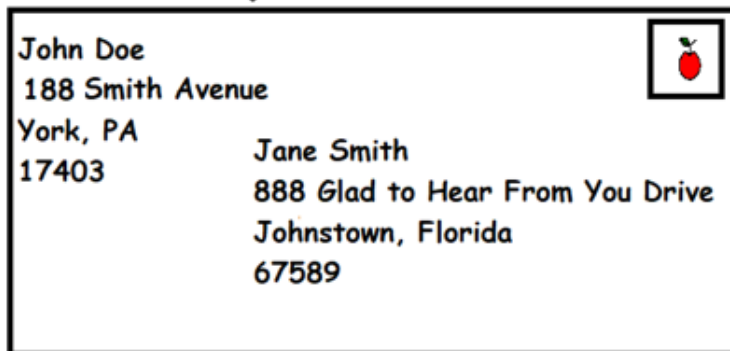 John Doe
188 Smith Avenue
York, PA
17403
Jane Smith
888 Glad to Hear From You Drive
Johnstown, Florida
67589